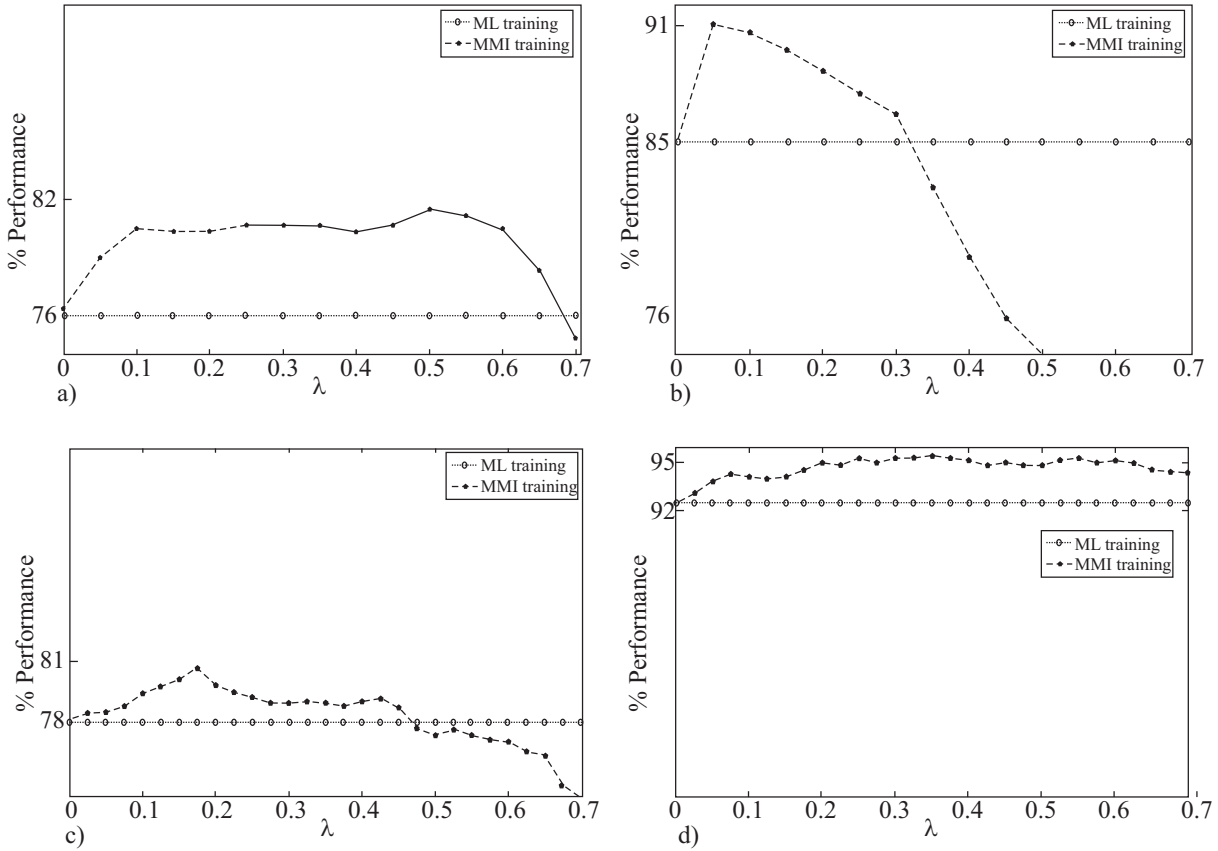 ML training
MMI training
% Performance
82
76
0 0.1 0.2 0.3 0.4 0.5 0.6 0.7
λ
a)
ML training
MMI training
% Performance
91
85
76
0 0.1 0.2 0.3 0.4 0.5 0.6 0.7
λ
b)
ML training
MMI training
% Performance
81
78
0 0.1 0.2 0.3 0.4 0.5 0.6 0.7
λ
c)
95
92
ML training
MMI training
% Performance
0 0.1 0.2 0.3 0.4 0.5 0.6 0.7
λ
d)